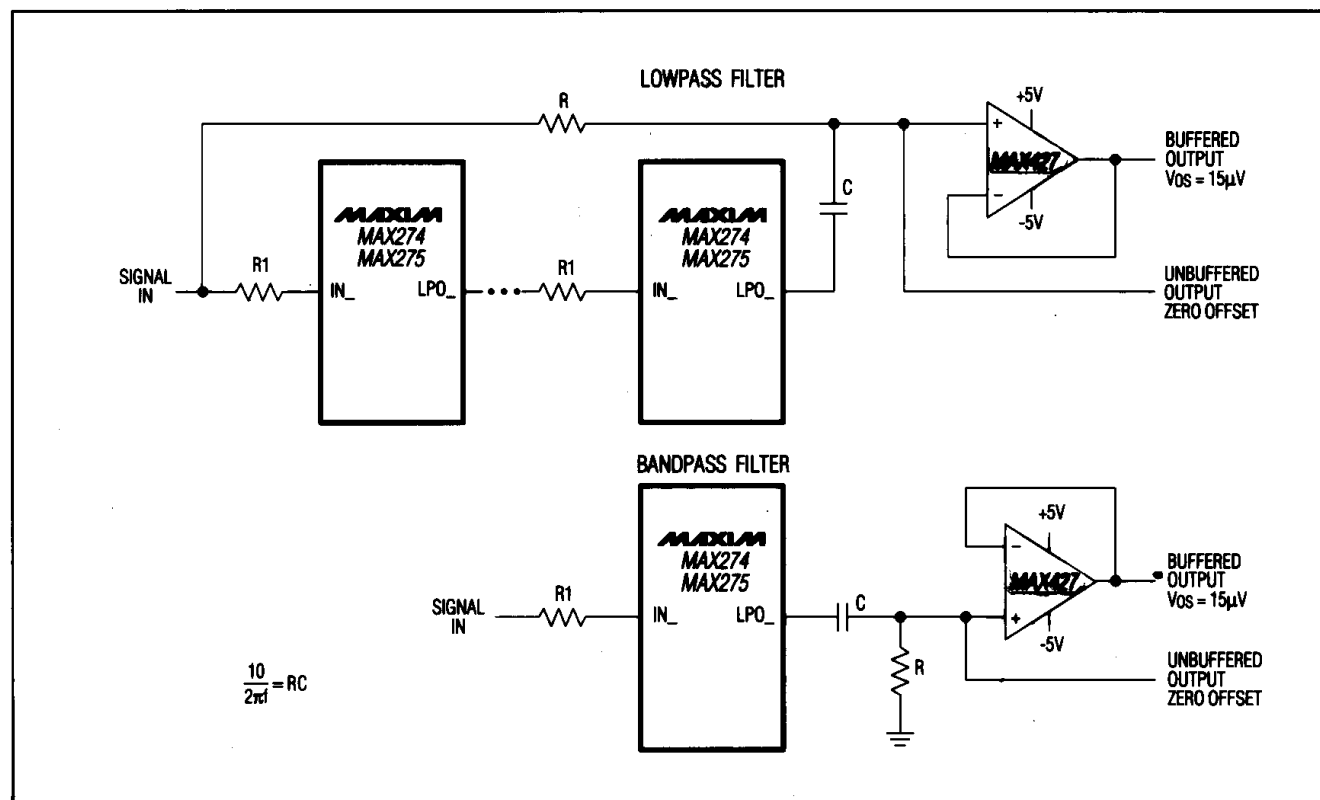 LOWPASS FILTER
R
+5V
+
MAX427
-
-5V
BUFFERED
OUTPUT
VOS = 15µV
C
MAXIM
MAX274
MAX275
MAXIM
MAX274
MAX275
SIGNAL
IN
R1
IN_
LPO_
R1
IN_
LPO_
UNBUFFERED
OUTPUT
ZERO OFFSET
BANDPASS FILTER
MAXIM
MAX274
MAX275
SIGNAL
IN
R1
IN_
LPO_
C
R
+5V
-
MAX427
+
-5V
BUFFERED
OUTPUT
VOS = 15µV
UNBUFFERED
OUTPUT
ZERO OFFSET
10
2πf = RC